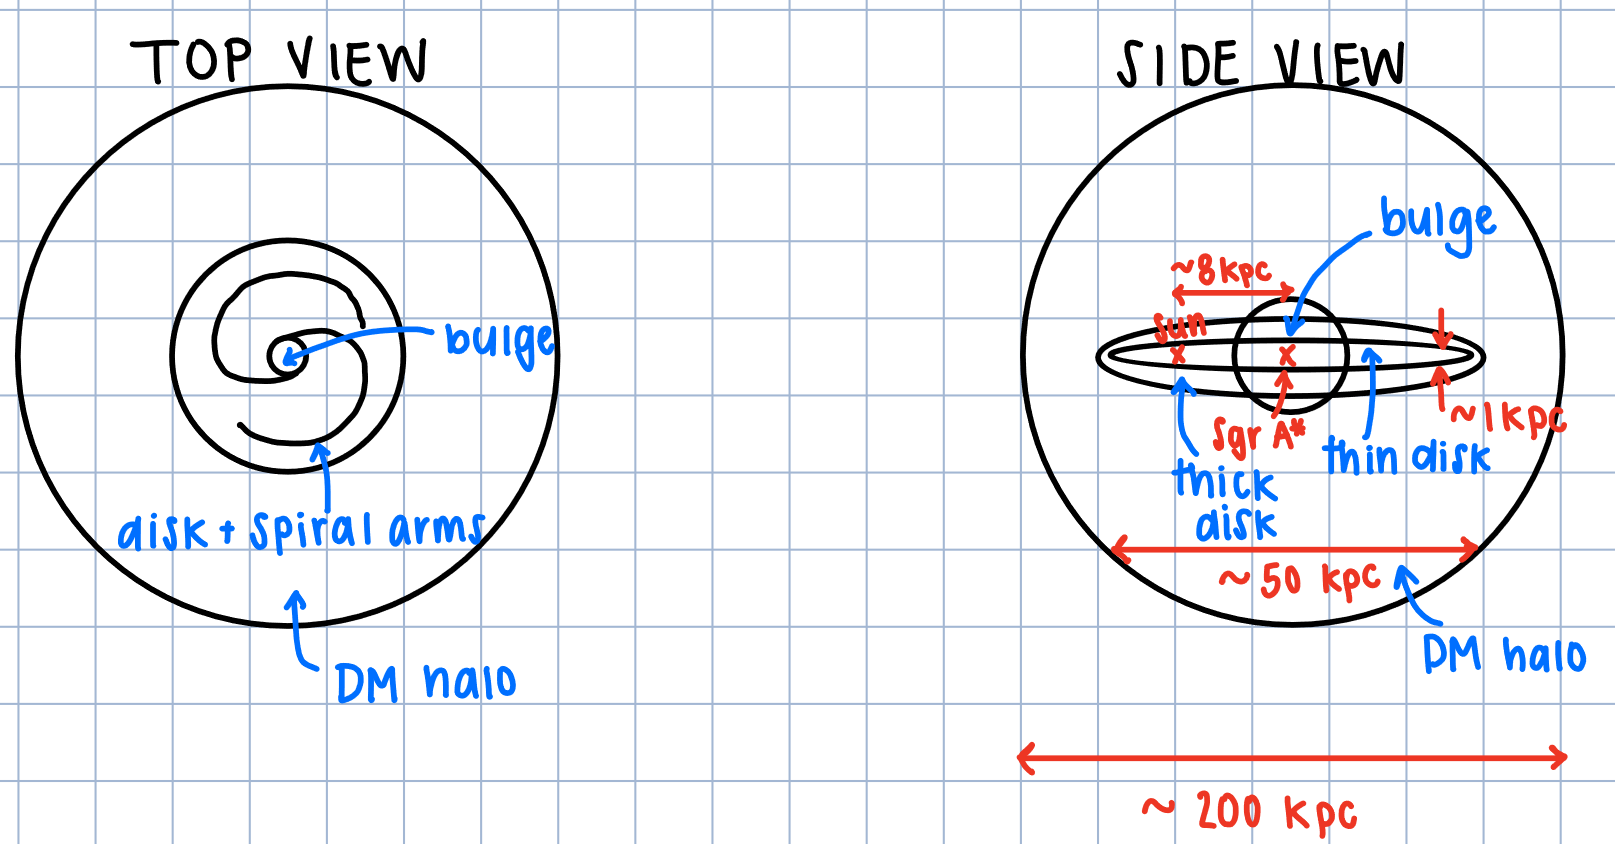 TOP VIEW
bulge
disk + spiral arms
DM halo
SIDE VIEW
bulge
~8kpc
sun
x
x
~1kpc
sgr A*
thin disk
thick
disk
~50 kpc
DM halo
~ 200 kpc